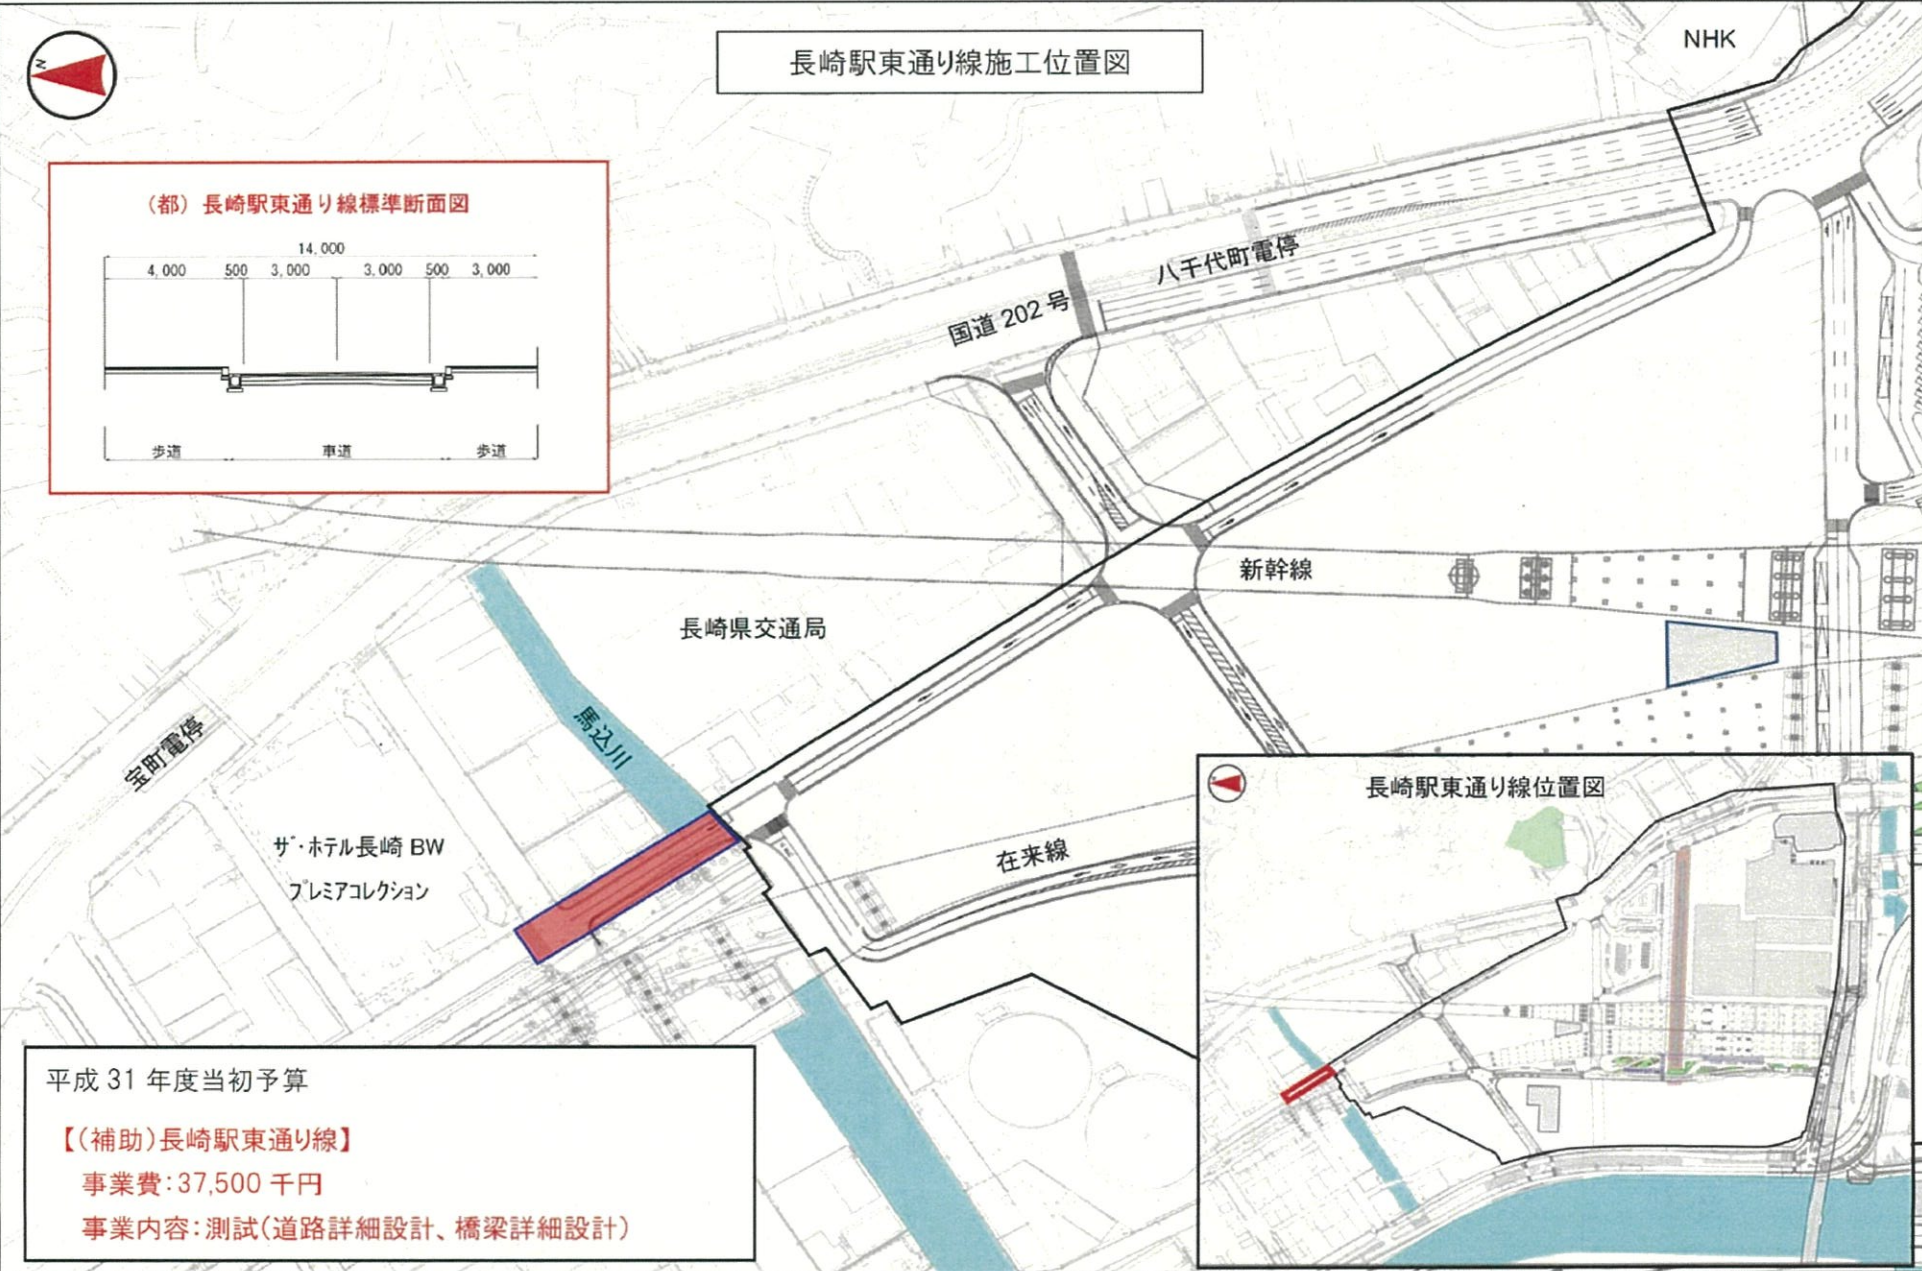 長崎駅東通り線施工位置図
NHK
N
(都) 長崎駅東通り線標準断面図
14,000
4,000 500 3,000 3,000 500 3,000
歩道 車道 歩道
八千代町電停
国道 202 号
新幹線
長崎県交通局
馬込川
宝町電停
ザ・ホテル長崎 BW
プレミアコレクション
在来線
長崎駅東通り線位置図
平成 31 年度当初予算
【(補助)長崎駅東通り線】
事業費:37,500 千円
事業内容:測試(道路詳細設計、橋梁詳細設計)